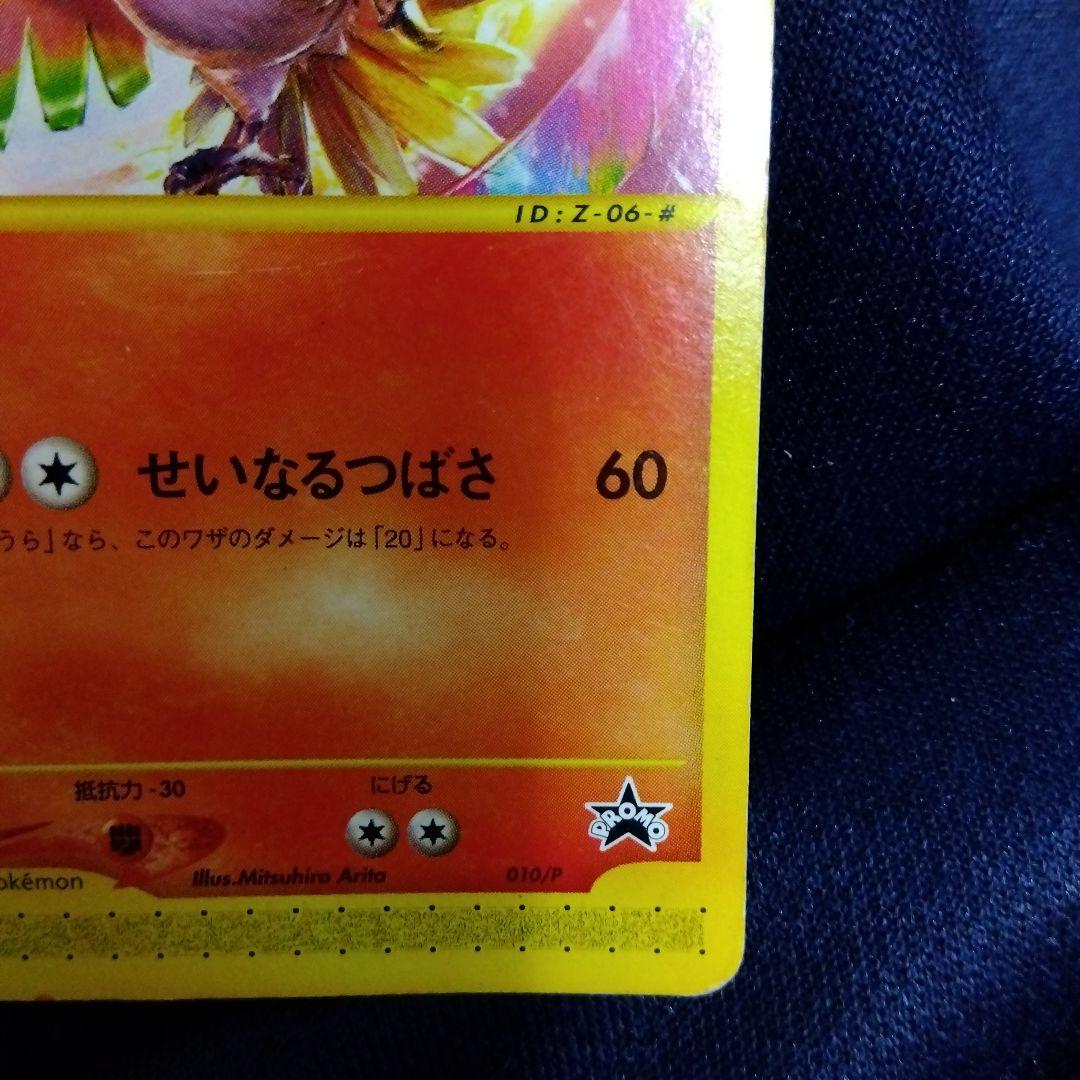 ID:Z-06-#
せいなるつばさ 60
うら」なら、このワザのダメージは「20」になる。
抵抗力 -30 にげる
PROMO
okémon Illus.Mitsuhiro Arita 010/P